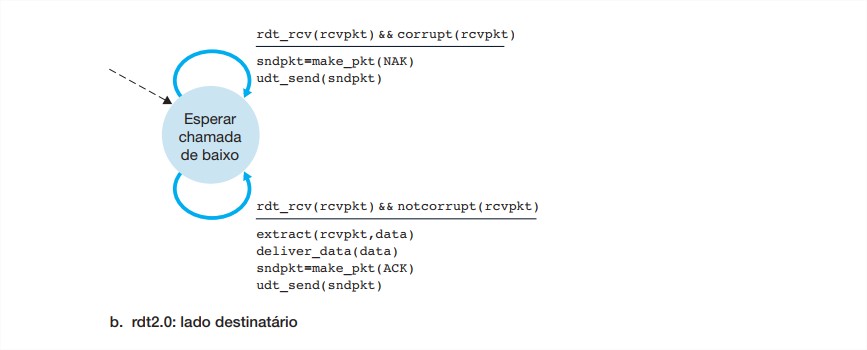 rdt_rcv(rcvpkt) && corrupt(rcvpkt)
sndpkt=make_pkt(NAK)
udt_send(sndpkt)
Esperar
chamada
de baixo
rdt_rcv(rcvpkt) && notcorrupt(rcvpkt)
extract(rcvpkt,data)
deliver_data(data)
sndpkt=make_pkt(ACK)
udt_send(sndpkt)
b. rdt2.0: lado destinatário